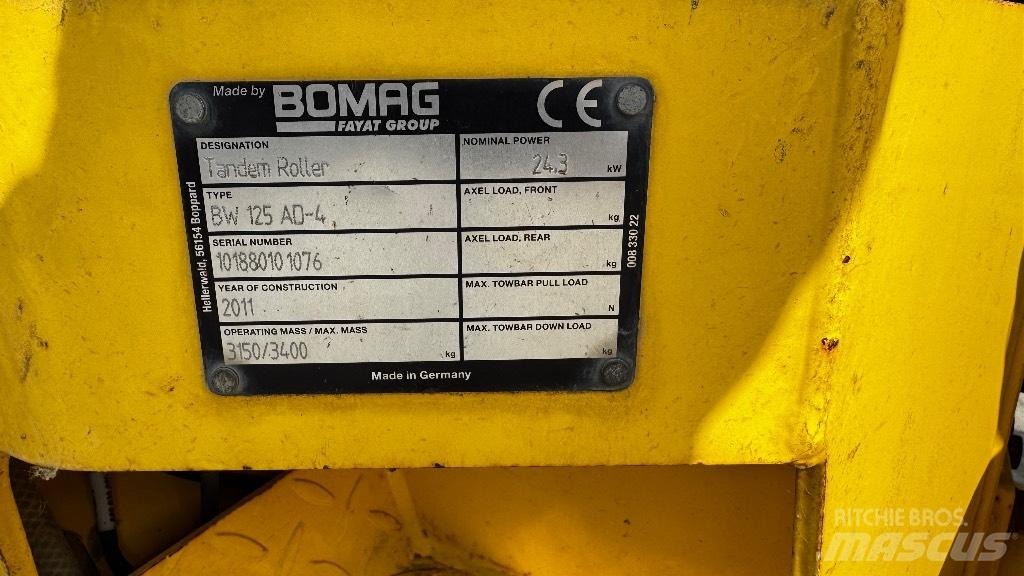 Made by BOMAG
FAYAT GROUP
CE
DESIGNATION
Tandem Roller
NOMINAL POWER
24.3 kW
TYPE
BW 125 AD-4
AXEL LOAD, FRONT
kg
SERIAL NUMBER
101880101076
AXEL LOAD, REAR
kg
YEAR OF CONSTRUCTION
2011
MAX. TOWBAR PULL LOAD
N
OPERATING MASS / MAX. MASS
3150/3400 kg
MAX. TOWBAR DOWN LOAD
kg
Made in Germany
Hellerwald, 56154 Boppard
008 330 22
RITCHIE BROS.
MASCUS